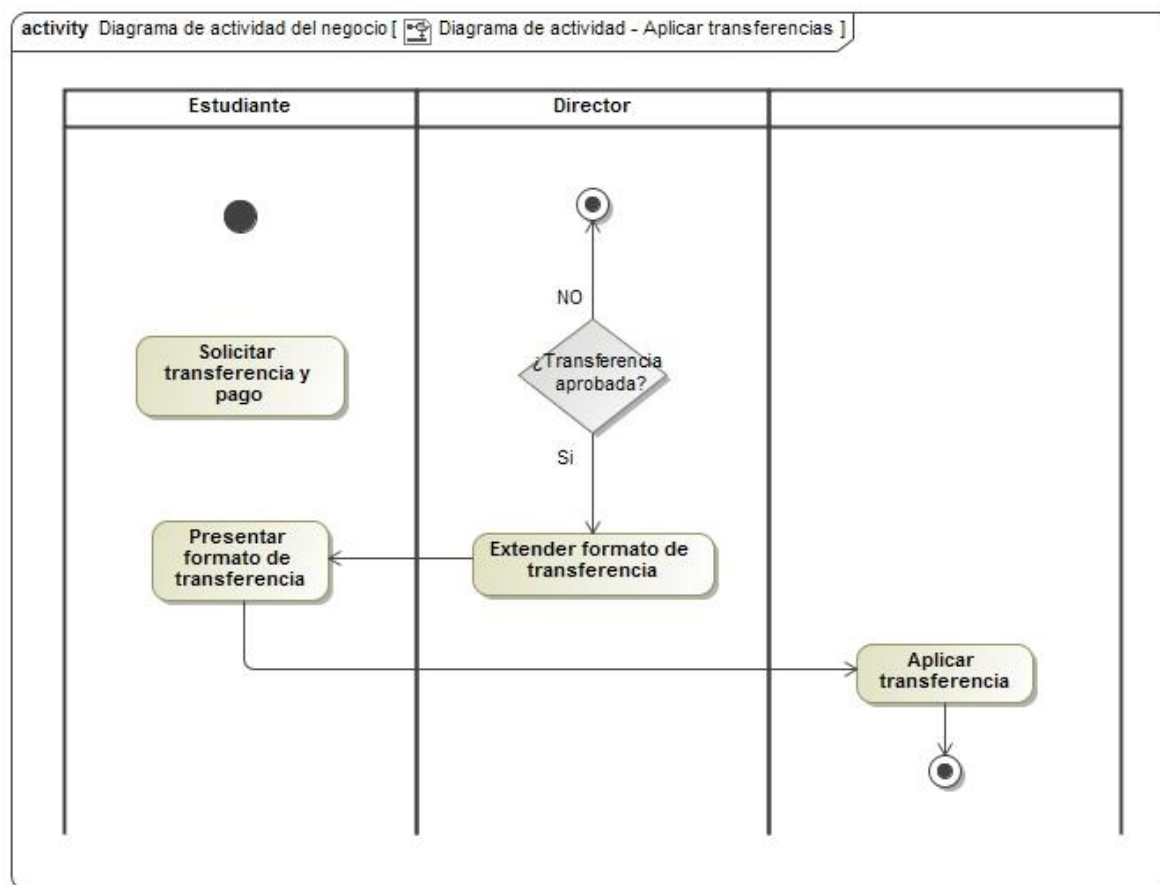 activity Diagrama de actividad del negocio [ Diagrama de actividad - Aplicar transferencias ]
Estudiante
Director
NO
¿Transferencia
aprobada?
Solicitar
transferencia y
pago
Si
Presentar
formato de
transferencia
Extender formato de
transferencia
Aplicar
transferencia